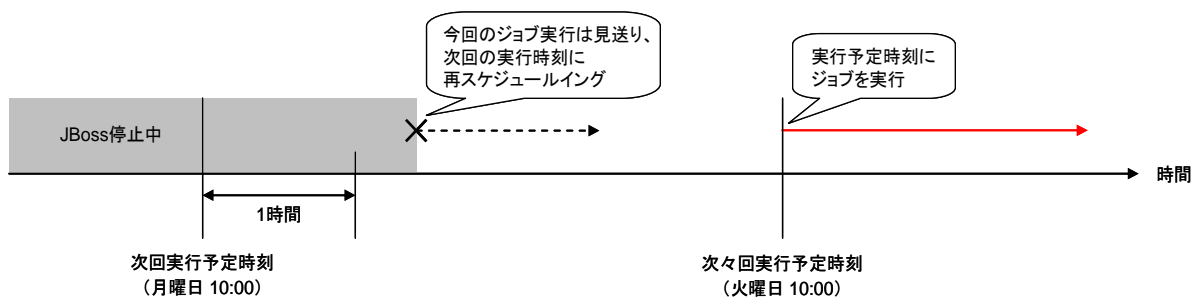 今回のジョブ実行は見送り、
次回の実行時刻に
再スケジュールイング
実行予定時刻に
ジョブを実行
JBoss停止中
時間
1時間
次回実行予定時刻
（月曜日 10:00）
次々回実行予定時刻
（火曜日 10:00）